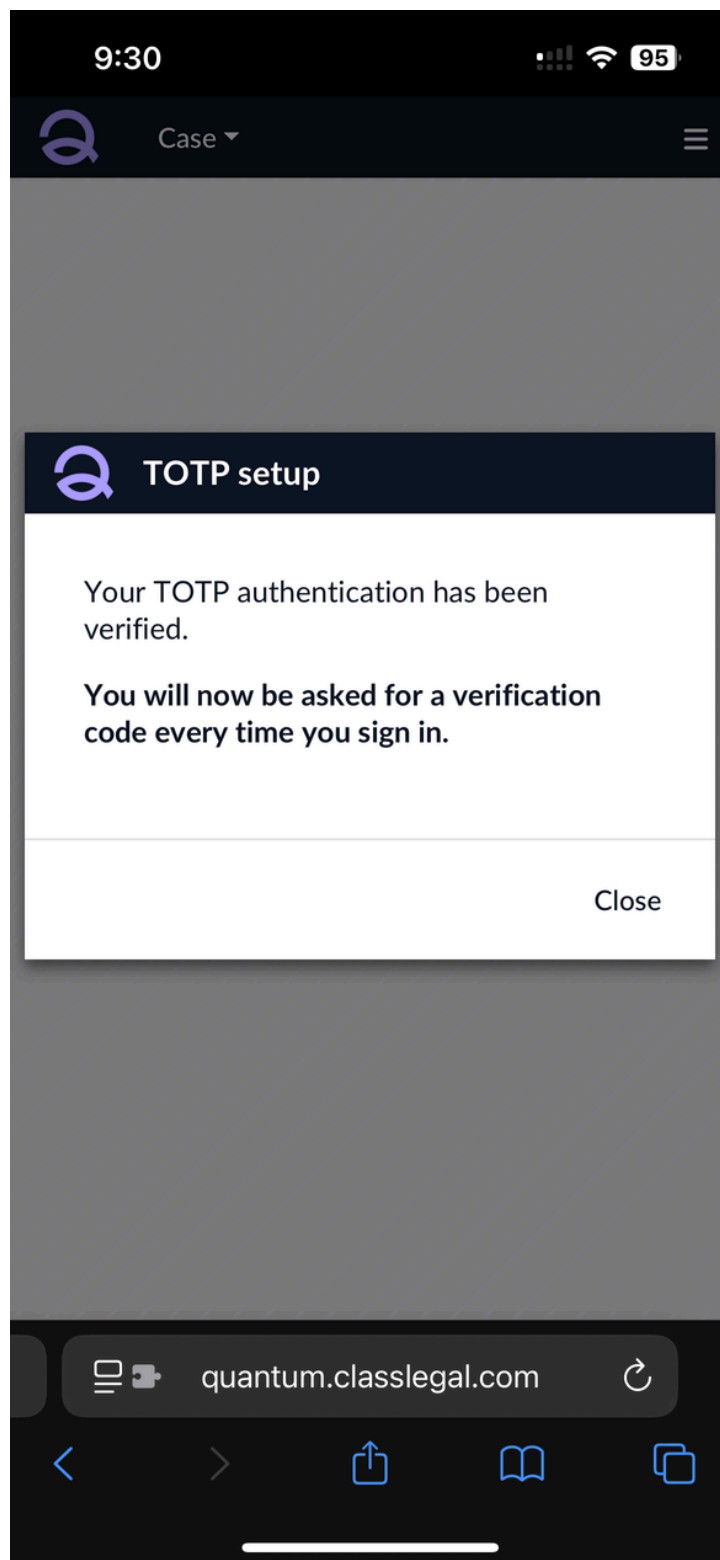 9:30
95
Case
TOTP setup
Your TOTP authentication has been
verified.
You will now be asked for a verification
code every time you sign in.
Close
quantum.classlegal.com